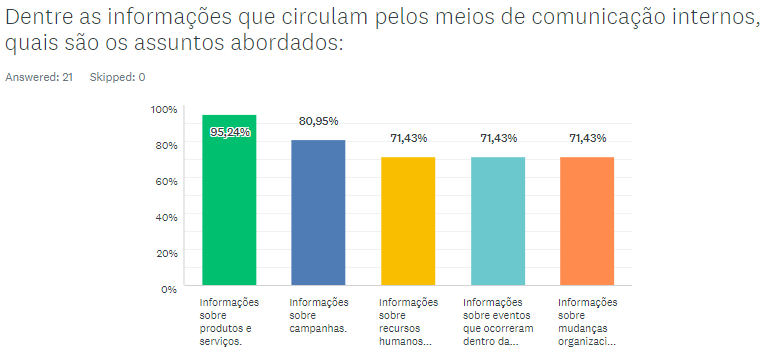 Dentre as informações que circulam pelos meios de comunicação internos,
quais são os assuntos abordados:
Answered: 21 Skipped: 0
100%
80%
60%
40%
20%
0%
95,24%
80,95%
71,43%
71,43%
71,43%
Informações
sobre
produtos e
serviços.
Informações
sobre
campanhas.
Informações
sobre
recursos
humanos...
Informações
sobre eventos
que ocorreram
dentro da...
Informações
sobre
mudanças
organizaci...